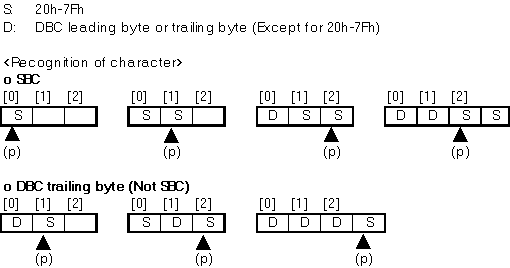 S: 20h-7Fh
D: DBC leading byte or trailing byte (Except for 20h-7Fh)
<Recognition of character>
o SBC
[0] [1] [2] [0] [1] [2] [0] [1] [2] [0] [1] [2]
S S S D S S D D S S
(p) (p) (p) (p)
o DBC trailing byte (Not SBC)
[0] [1] [2] [0] [1] [2] [0] [1] [2]
D S S D S D D D S
(p) (p) (p)